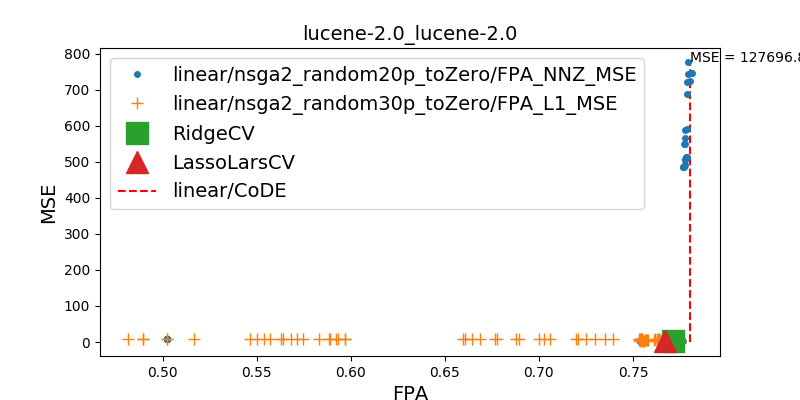 lucene-2.0_lucene-2.0
MSE = 127696.8
linear/nsga2_random20p_toZero/FPA_NNZ_MSE
linear/nsga2_random30p_toZero/FPA_L1_MSE
RidgeCV
LassoLarsCV
linear/CoDE
MSE
800
700
600
500
400
300
200
100
0
0.50 0.55 0.60 0.65 0.70 0.75
FPA